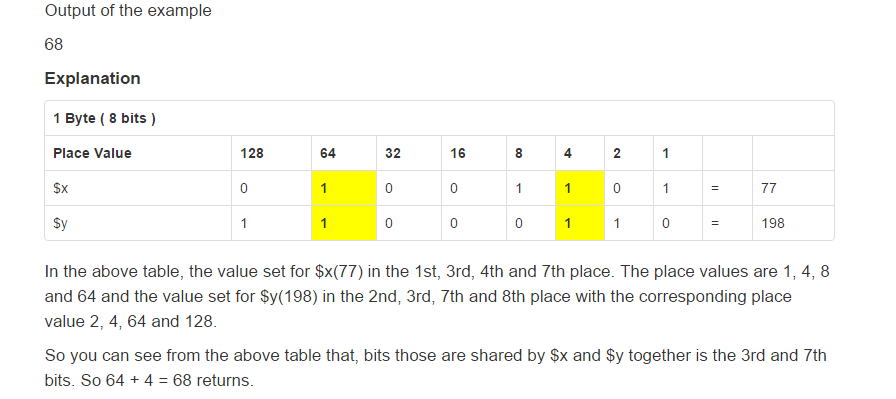 Output of the example
68
Explanation
1 Byte ( 8 bits )
Place Value 128 64 32 16 8 4 2 1
$x 0 1 0 0 1 1 0 1 = 77
$y 1 1 0 0 0 1 1 0 = 198
In the above table, the value set for $x(77) in the 1st, 3rd, 4th and 7th place. The place values are 1, 4, 8
and 64 and the value set for $y(198) in the 2nd, 3rd, 7th and 8th place with the corresponding place
value 2, 4, 64 and 128.
So you can see from the above table that, bits those are shared by $x and $y together is the 3rd and 7th
bits. So 64 + 4 = 68 returns.